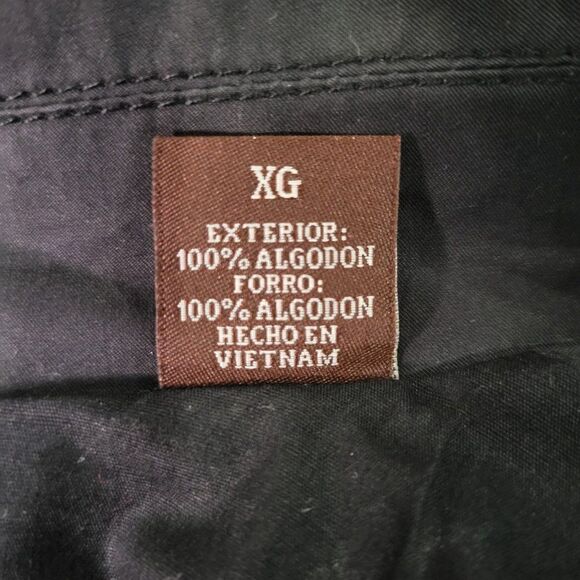 XG
EXTERIOR:
100% ALGODON
FORRO:
100% ALGODON
HECHO EN
VIETNAM